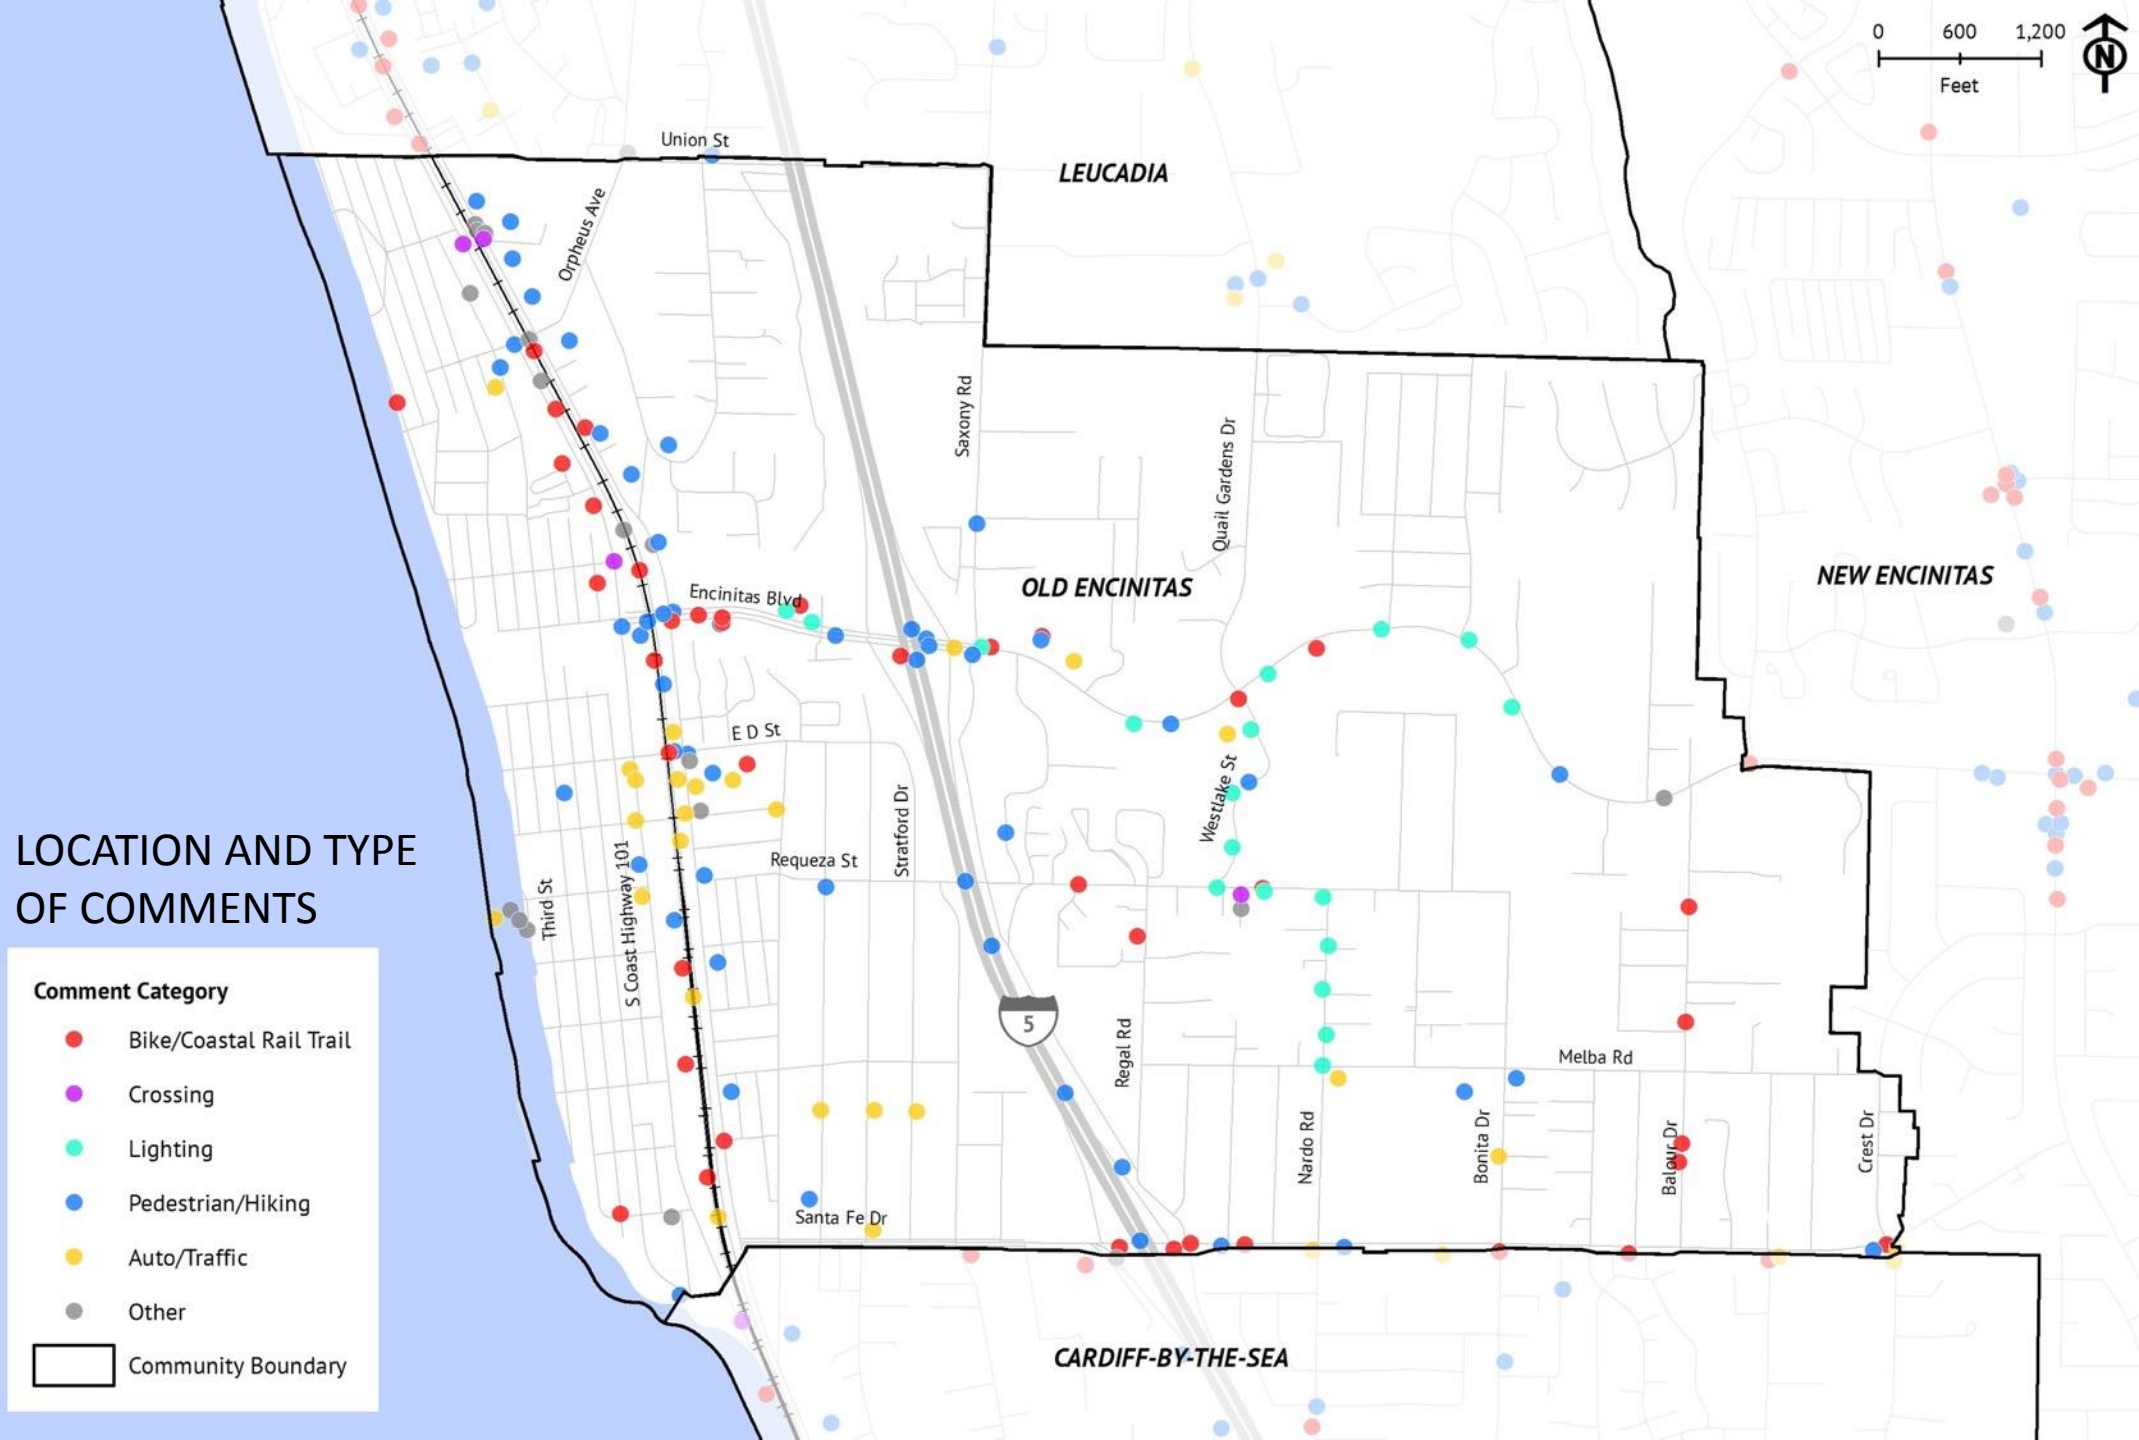 0 600 1,200
Feet
N
Union St
LEUCADIA
Orpheus Ave
Saxony Rd
Quail Gardens Dr
NEW ENCINITAS
OLD ENCINITAS
Encinitas Blvd
E D St
Westlake St
Stratford Dr
LOCATION AND TYPE
OF COMMENTS
Requeza St
Third St
S Coast Highway 101
5
Regal Rd
Melba Rd
Nardo Rd
Bonita Dr
Balour Dr
Crest Dr
Santa Fe Dr
CARDIFF-BY-THE-SEA
Comment Category
Bike/Coastal Rail Trail
Crossing
Lighting
Pedestrian/Hiking
Auto/Traffic
Other
Community Boundary